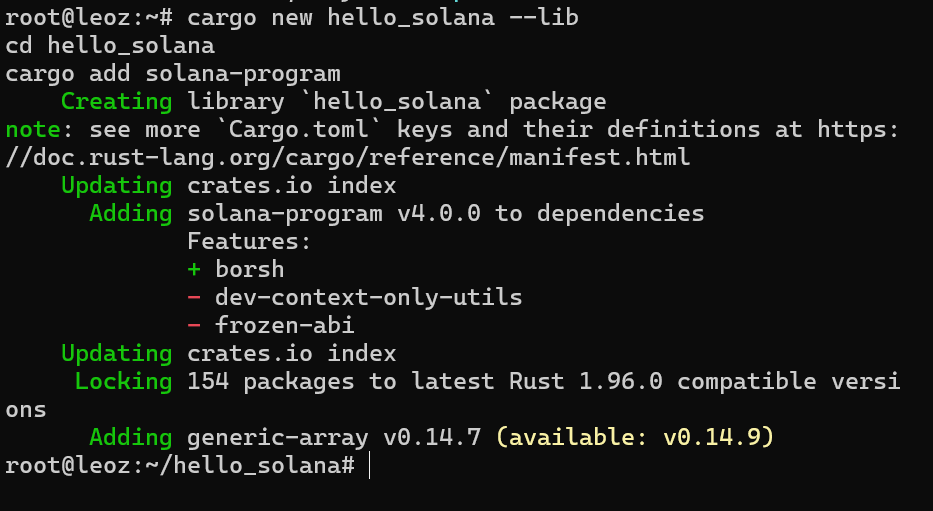 root@leoz:~# cargo new hello_solana --lib
cd hello_solana
cargo add solana-program
    Creating library `hello_solana` package
note: see more `Cargo.toml` keys and their definitions at https:
//doc.rust-lang.org/cargo/reference/manifest.html
    Updating crates.io index
      Adding solana-program v4.0.0 to dependencies
             Features:
             + borsh
             - dev-context-only-utils
             - frozen-abi
    Updating crates.io index
     Locking 154 packages to latest Rust 1.96.0 compatible versi
ons
      Adding generic-array v0.14.7 (available: v0.14.9)
root@leoz:~/hello_solana#